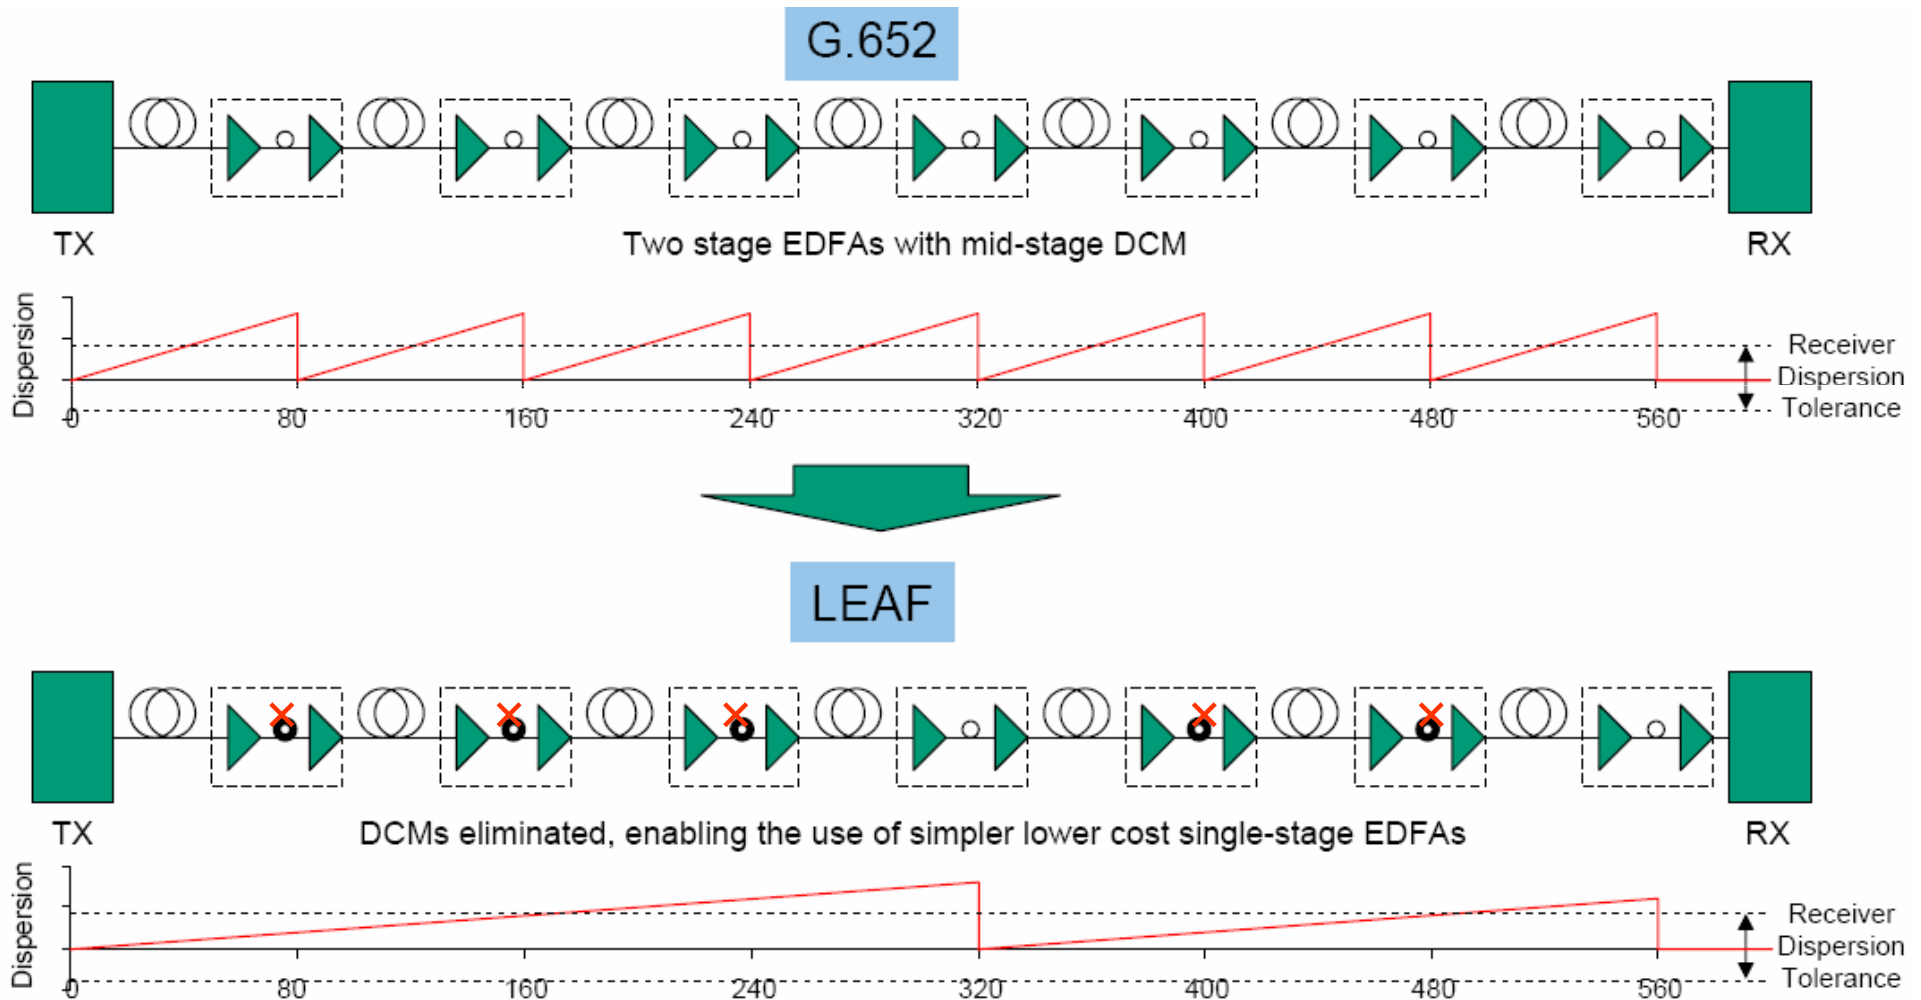 G.652
TX
Two stage EDFAs with mid-stage DCM
RX
Dispersion
Receiver
Dispersion
Tolerance
0 80 160 240 320 400 480 560
LEAF
TX
DCMs eliminated, enabling the use of simpler lower cost single-stage EDFAs
RX
Dispersion
Receiver
Dispersion
Tolerance
0 80 160 240 320 400 480 560